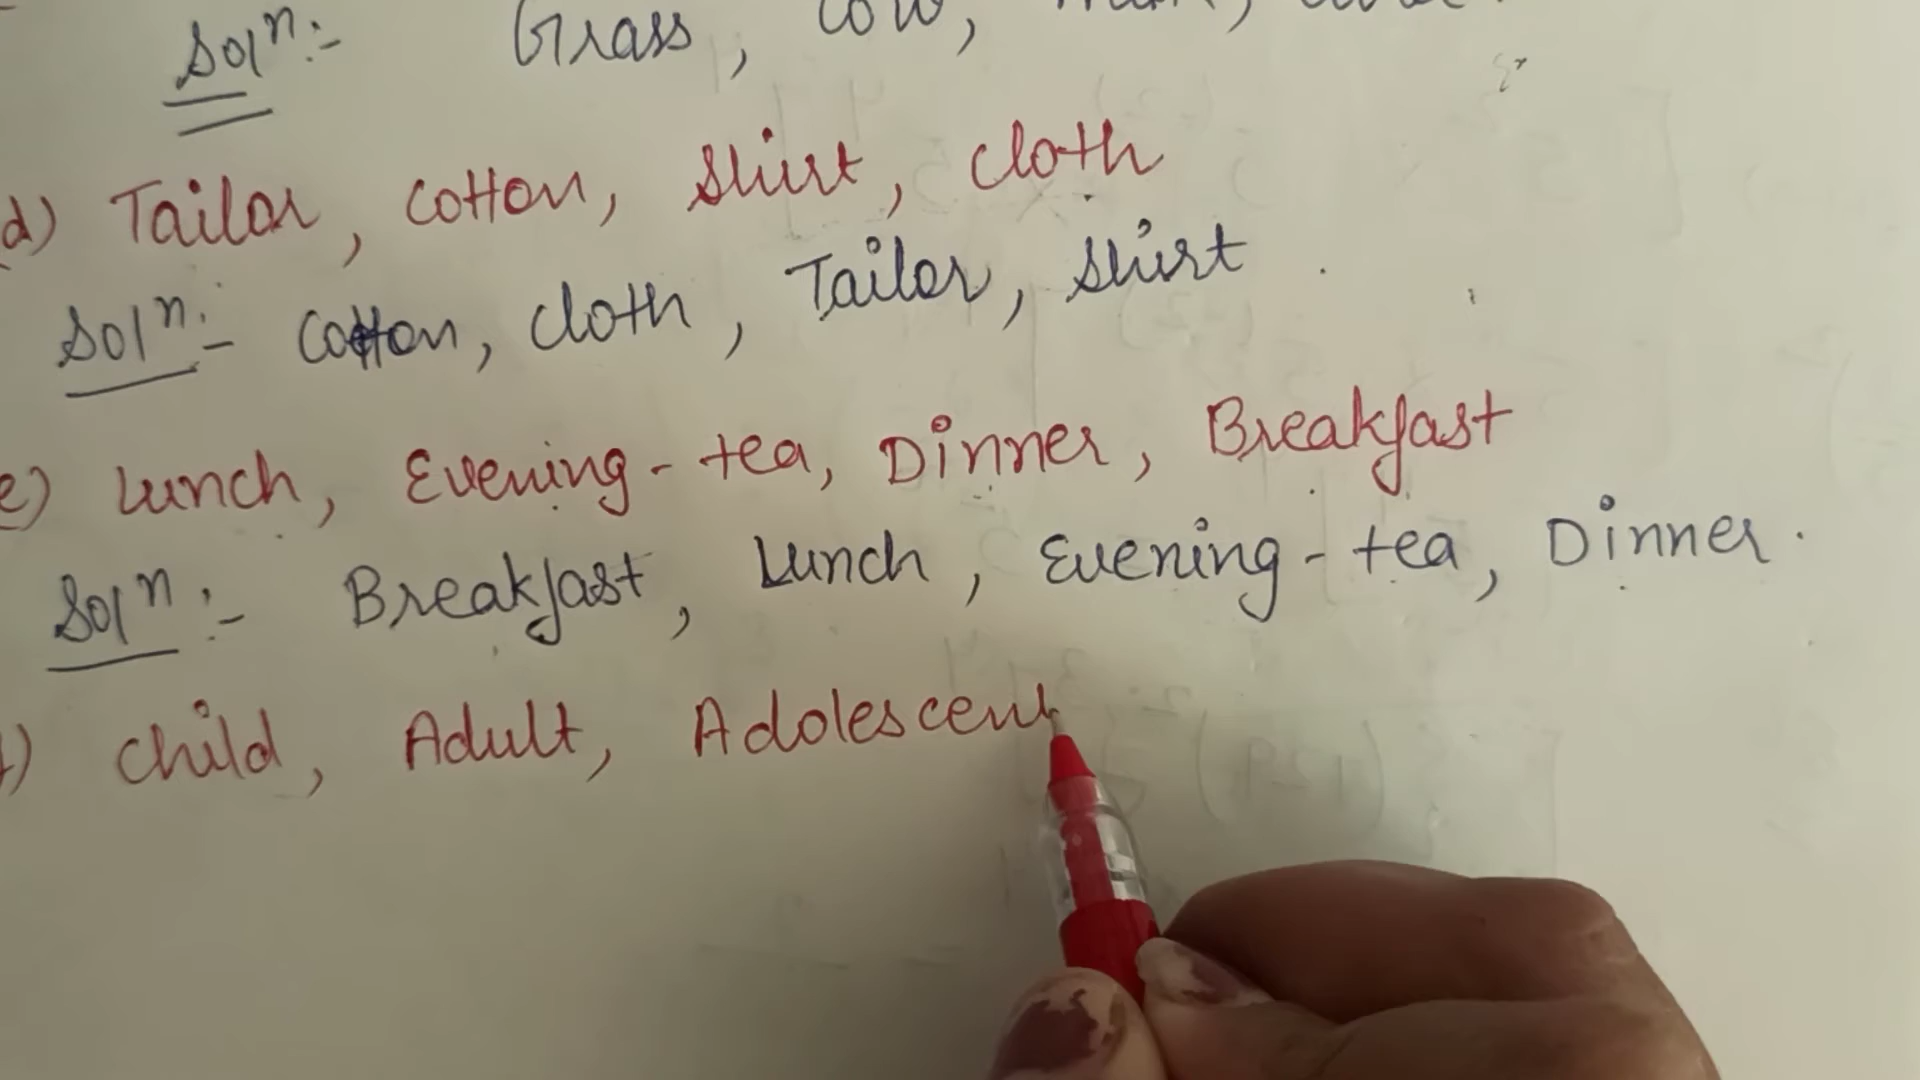 Solⁿ:- Grass, Cow,
d) Tailor, Cotton, Shirt, Cloth
Solⁿ:- Cotton, Cloth, Tailor, Shirt
e) Lunch, Evening-tea, Dinner, Breakfast
Solⁿ:- Breakfast, Lunch, Evening-tea, Dinner.
Child, Adult, Adolescent